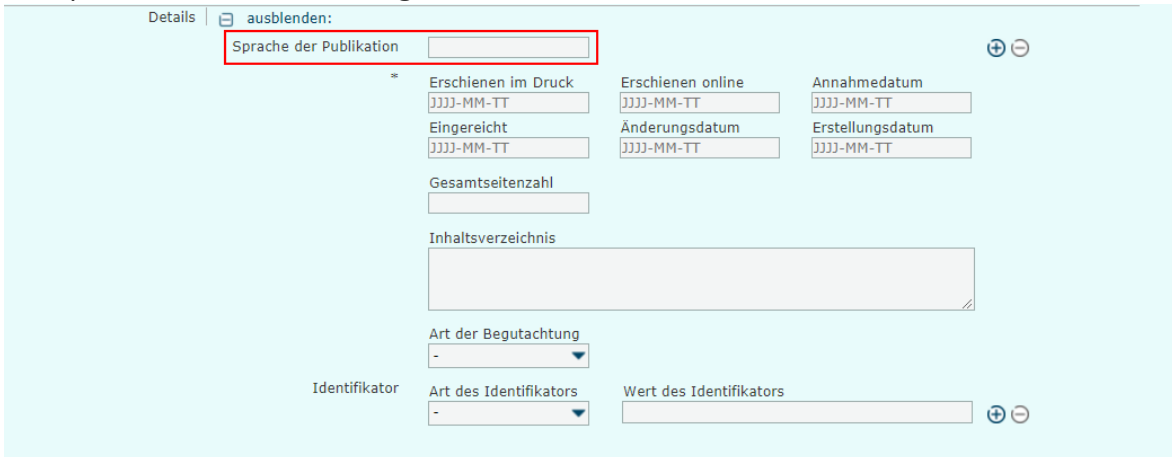 Details ausblenden:
Sprache der Publikation
*
Erschienen im Druck Erschienen online Annahmedatum
JJJJ-MM-TT JJJJ-MM-TT JJJJ-MM-TT
Eingereicht Änderungsdatum Erstellungsdatum
JJJJ-MM-TT JJJJ-MM-TT JJJJ-MM-TT
Gesamtseitenzahl
Inhaltsverzeichnis
Art der Begutachtung
-
Identifikator Art des Identifikators Wert des Identifikators
-